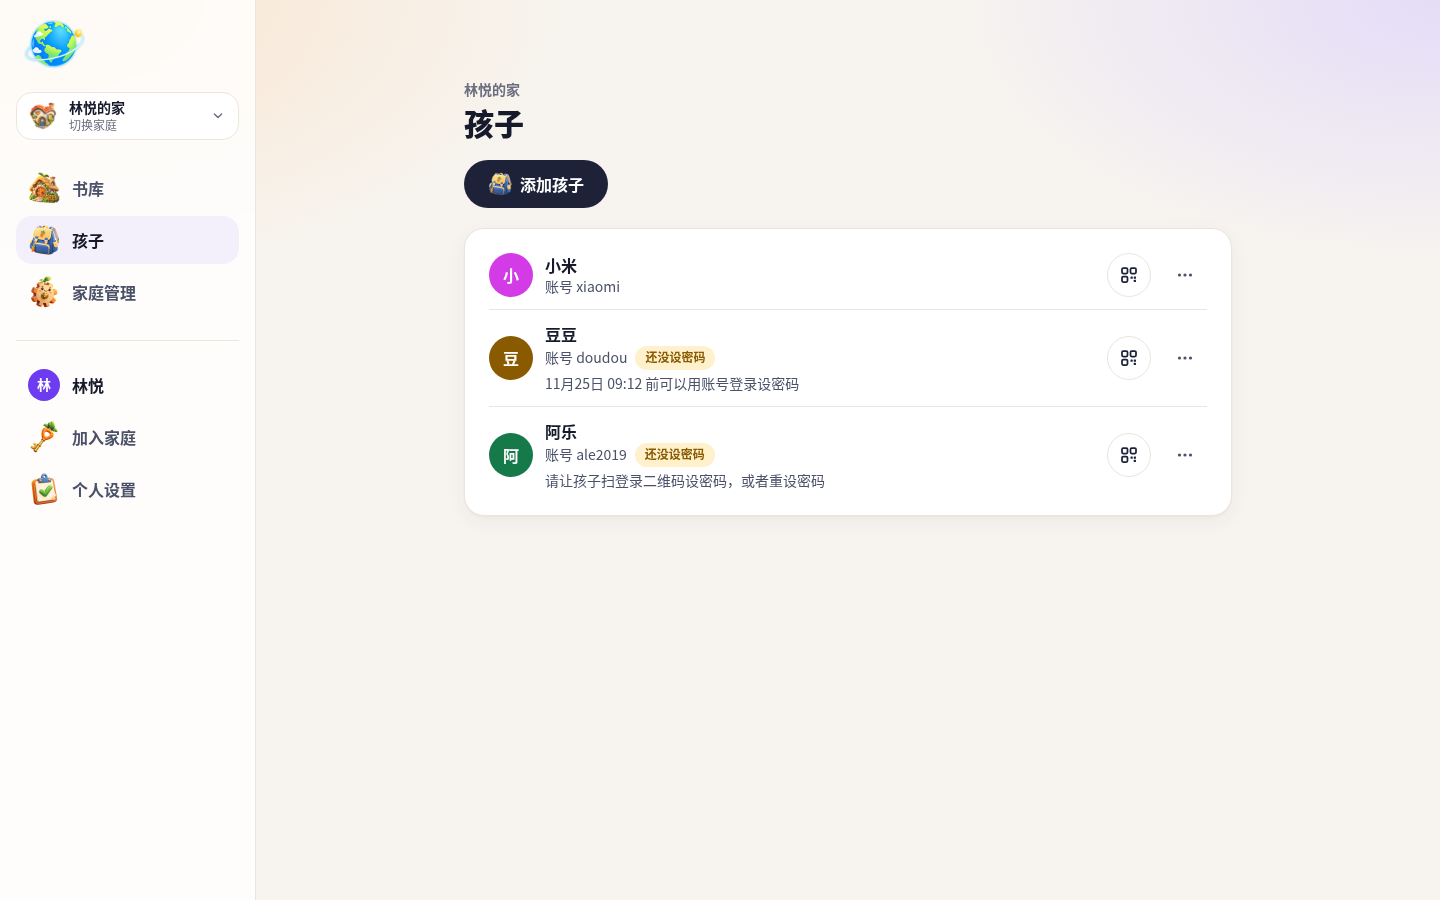 林悦的家
切换家庭
书库
孩子
家庭管理
林
林悦
加入家庭
个人设置
林悦的家
孩子
添加孩子
小
小米
账号 xiaomi
豆
豆豆
账号 doudou 还没设密码
11月25日 09:12 前可以用账号登录设密码
阿
阿乐
账号 ale2019 还没设密码
请让孩子扫登录二维码设密码，或者重设密码